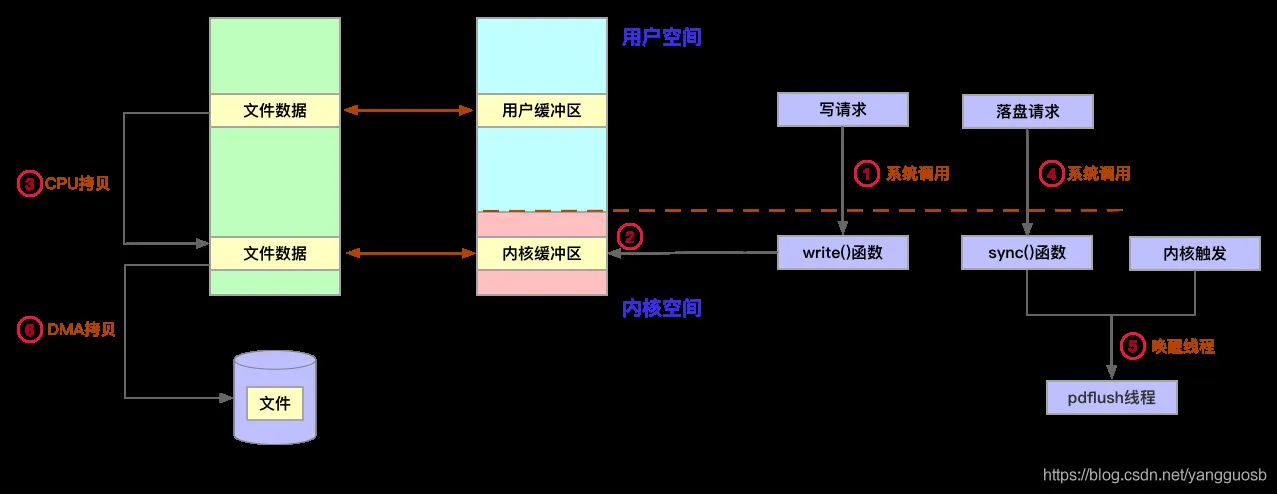 用户空间
文件数据
用户缓冲区
写请求
落盘请求
③CPU拷贝
①系统调用
④系统调用
文件数据
内核缓冲区
②
write()函数
sync()函数
内核触发
内核空间
⑥DMA拷贝
⑤唤醒线程
文件
pdflush线程
https://blog.csdn.net/yangguosb